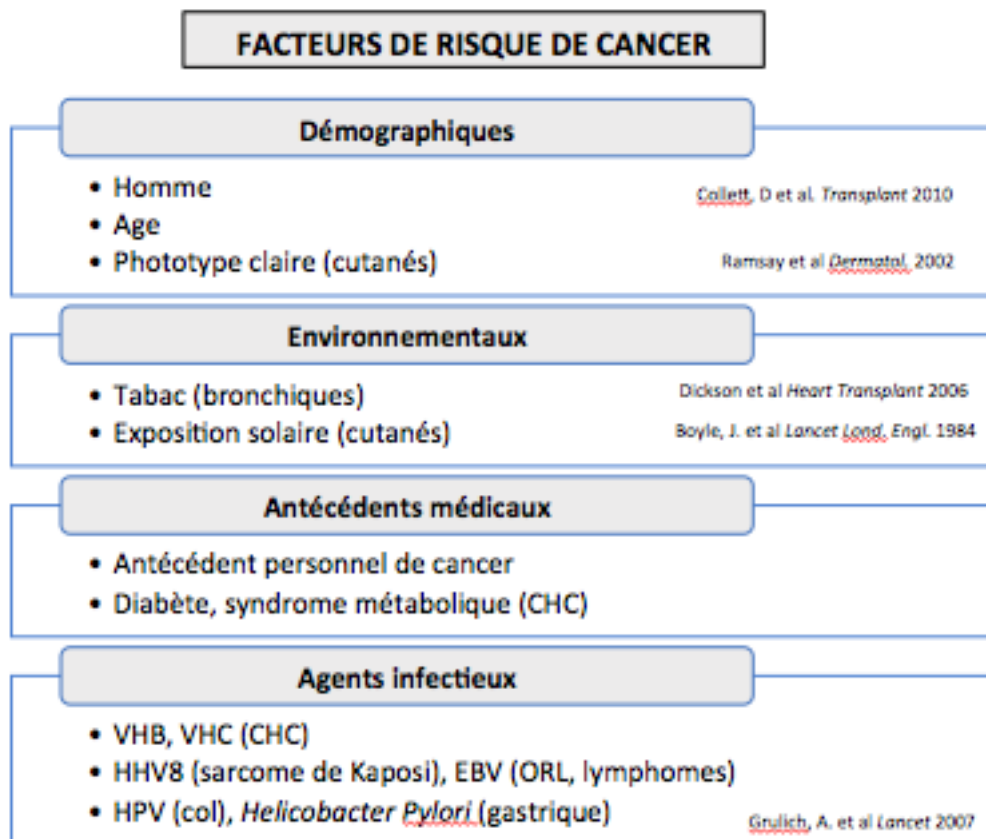 FACTEURS DE RISQUE DE CANCER
Démographiques
• Homme
Collett, D et al. Transplant 2010
• Age
• Phototype claire (cutanés)
Ramsay et al Dermatol, 2002
Environnementaux
• Tabac (bronchiques)
Dickson et al Heart Transplant 2006
• Exposition solaire (cutanés)
Boyle, J. et al Lancet Lond. Engl. 1984
Antécédents médicaux
• Antécédent personnel de cancer
• Diabète, syndrome métabolique (CHC)
Agents infectieux
• VHB, VHC (CHC)
• HHV8 (sarcome de Kaposi), EBV (ORL, lymphomes)
• HPV (col), Helicobacter Pylori (gastrique)
Grulich, A. et al Lancet 2007